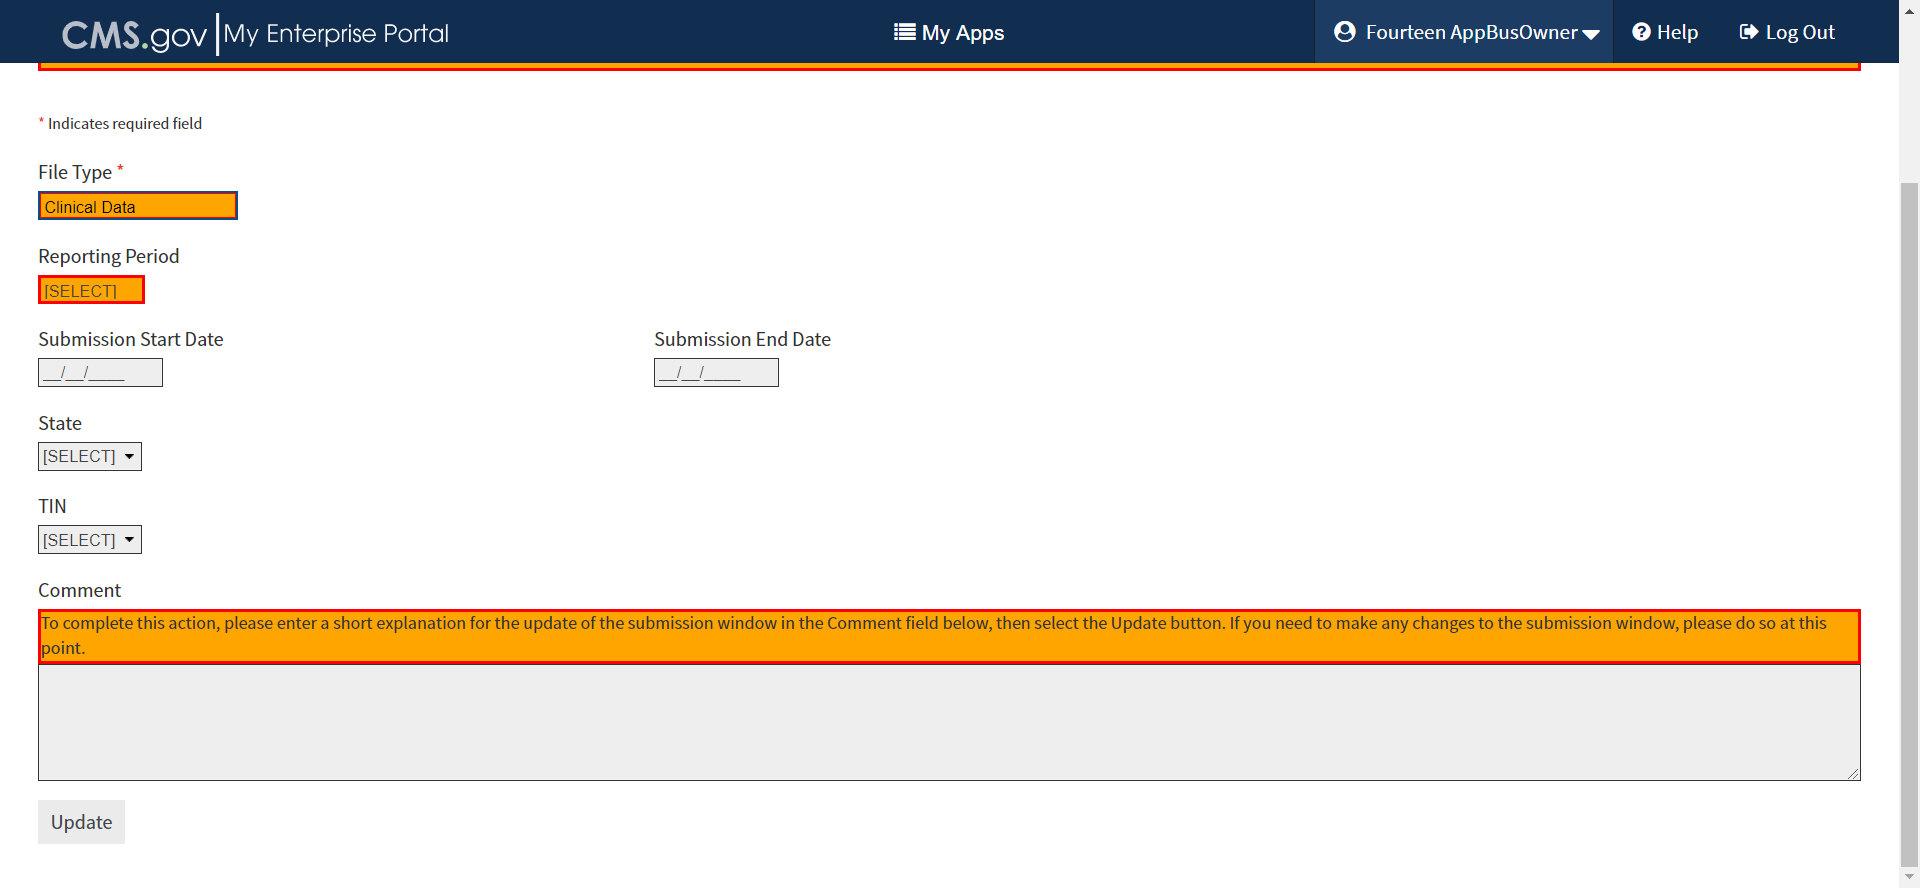 CMS.gov My Enterprise Portal My Apps Fourteen AppBusOwner Help Log Out
* Indicates required field
File Type *
Clinical Data
Reporting Period
[SELECT]
Submission Start Date Submission End Date
__/__/____ __/__/____
State
[SELECT]
TIN
[SELECT]
Comment
To complete this action, please enter a short explanation for the update of the submission window in the Comment field below, then select the Update button. If you need to make any changes to the submission window, please do so at this
point.
Update